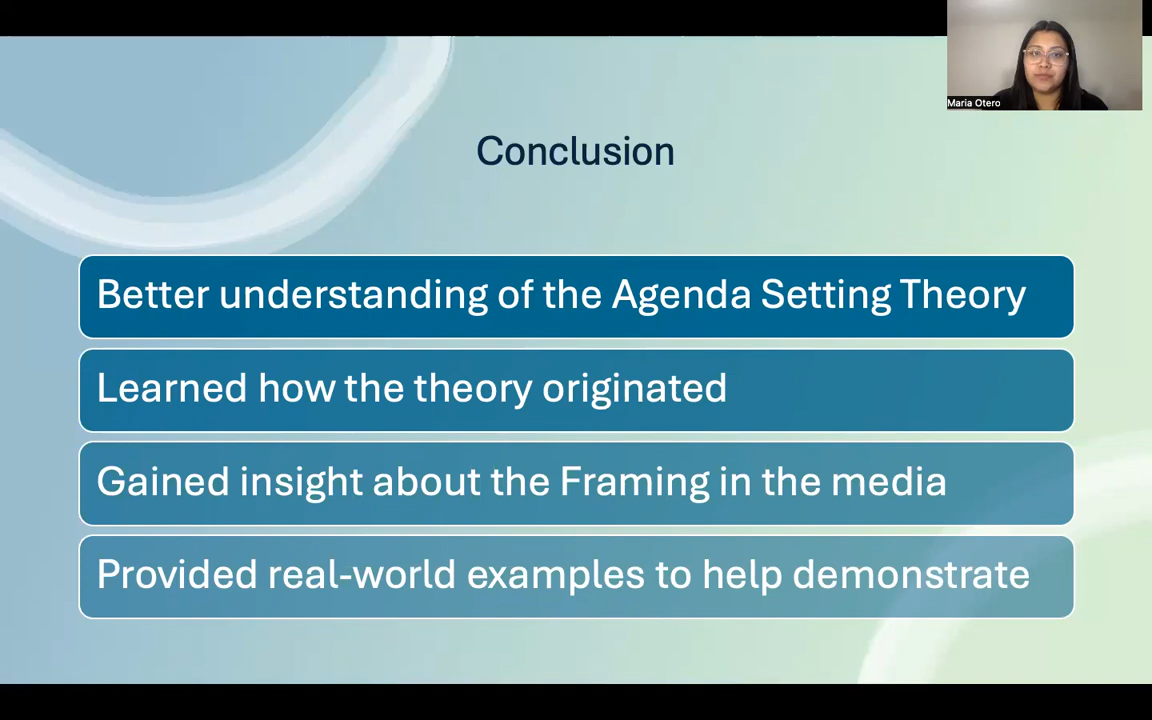 Maria Otero
Conclusion
Better understanding of the Agenda Setting Theory
Learned how the theory originated
Gained insight about the Framing in the media
Provided real-world examples to help demonstrate